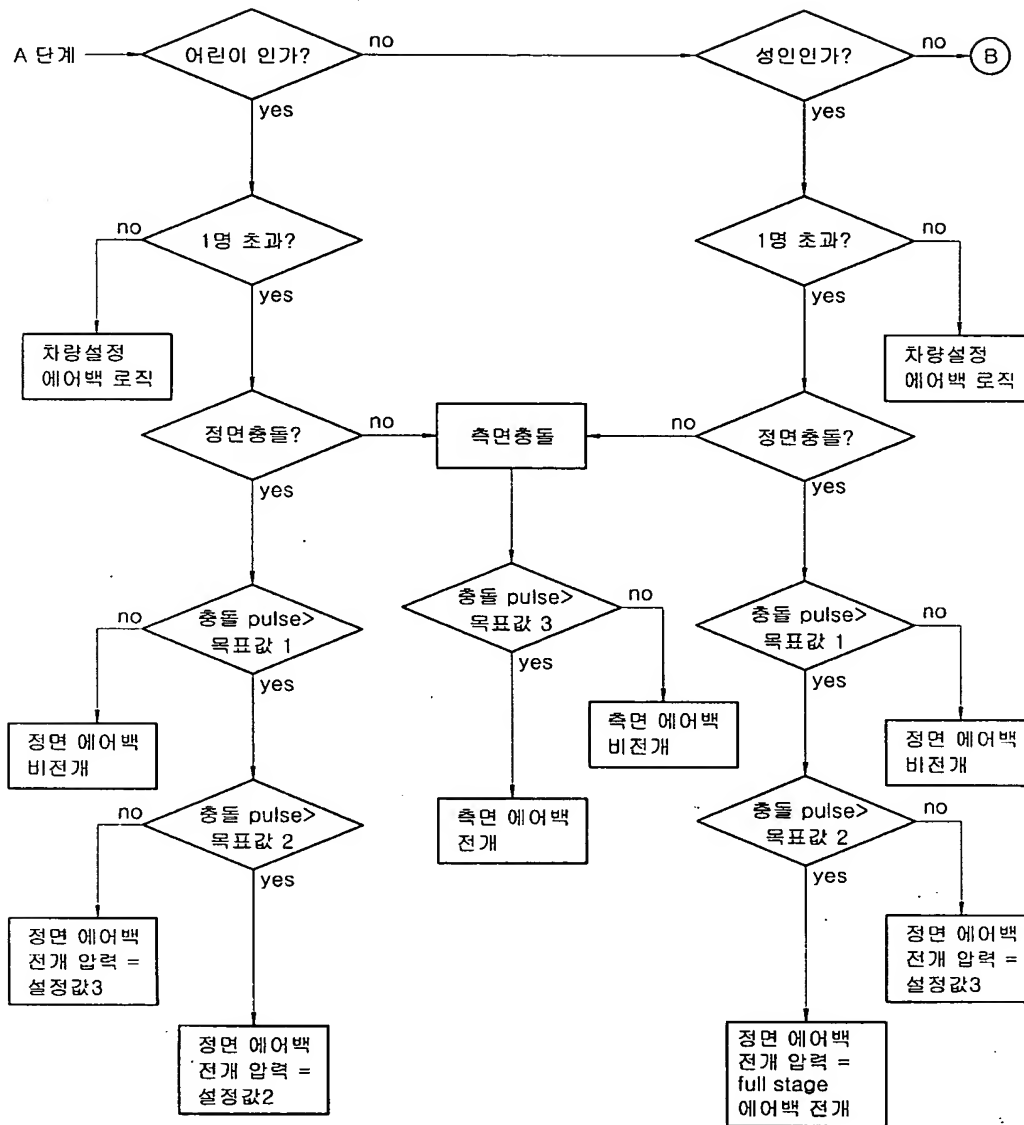 A 단계
어린이 인가?
no
성인인가?
no
B
yes
yes
no
1명 초과?
1명 초과?
no
yes
yes
차량설정
에어백 로직
차량설정
에어백 로직
정면충돌?
no
측면충돌
no
정면충돌?
yes
yes
no
충돌 pulse>
목표값 1
충돌 pulse>
목표값 3
no
충돌 pulse>
목표값 1
no
yes
yes
yes
정면 에어백
비전개
측면 에어백
비전개
정면 에어백
비전개
no
충돌 pulse>
목표값 2
측면 에어백
전개
충돌 pulse>
목표값 2
no
yes
yes
정면 에어백
전개 압력 =
설정값3
정면 에어백
전개 압력 =
설정값3
정면 에어백
전개 압력 =
설정값2
정면 에어백
전개 압력 =
full stage
에어백 전개